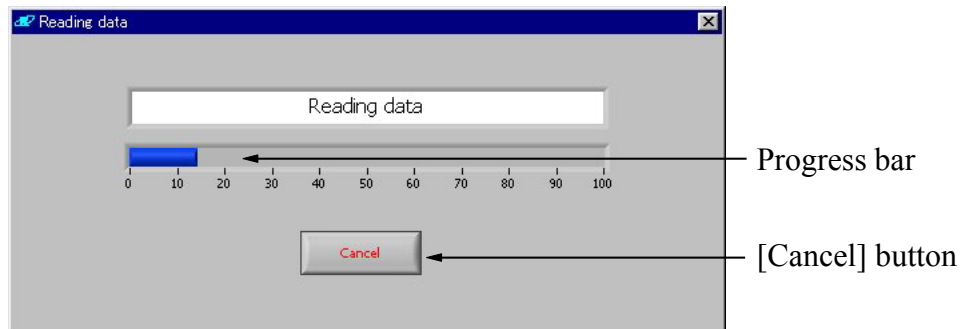 Reading data
Reading data
Progress bar
0 10 20 30 40 50 60 70 80 90 100
Cancel
[Cancel] button